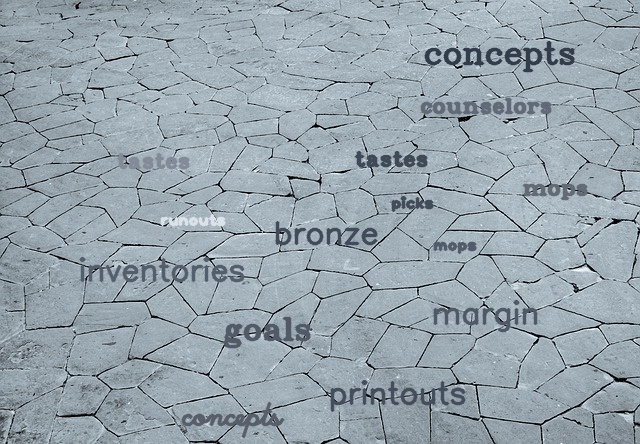 concepts
counselors
tastes
tastes
mops
picks
runouts
bronze
mops
inventories
margin
goals
printouts
concepts